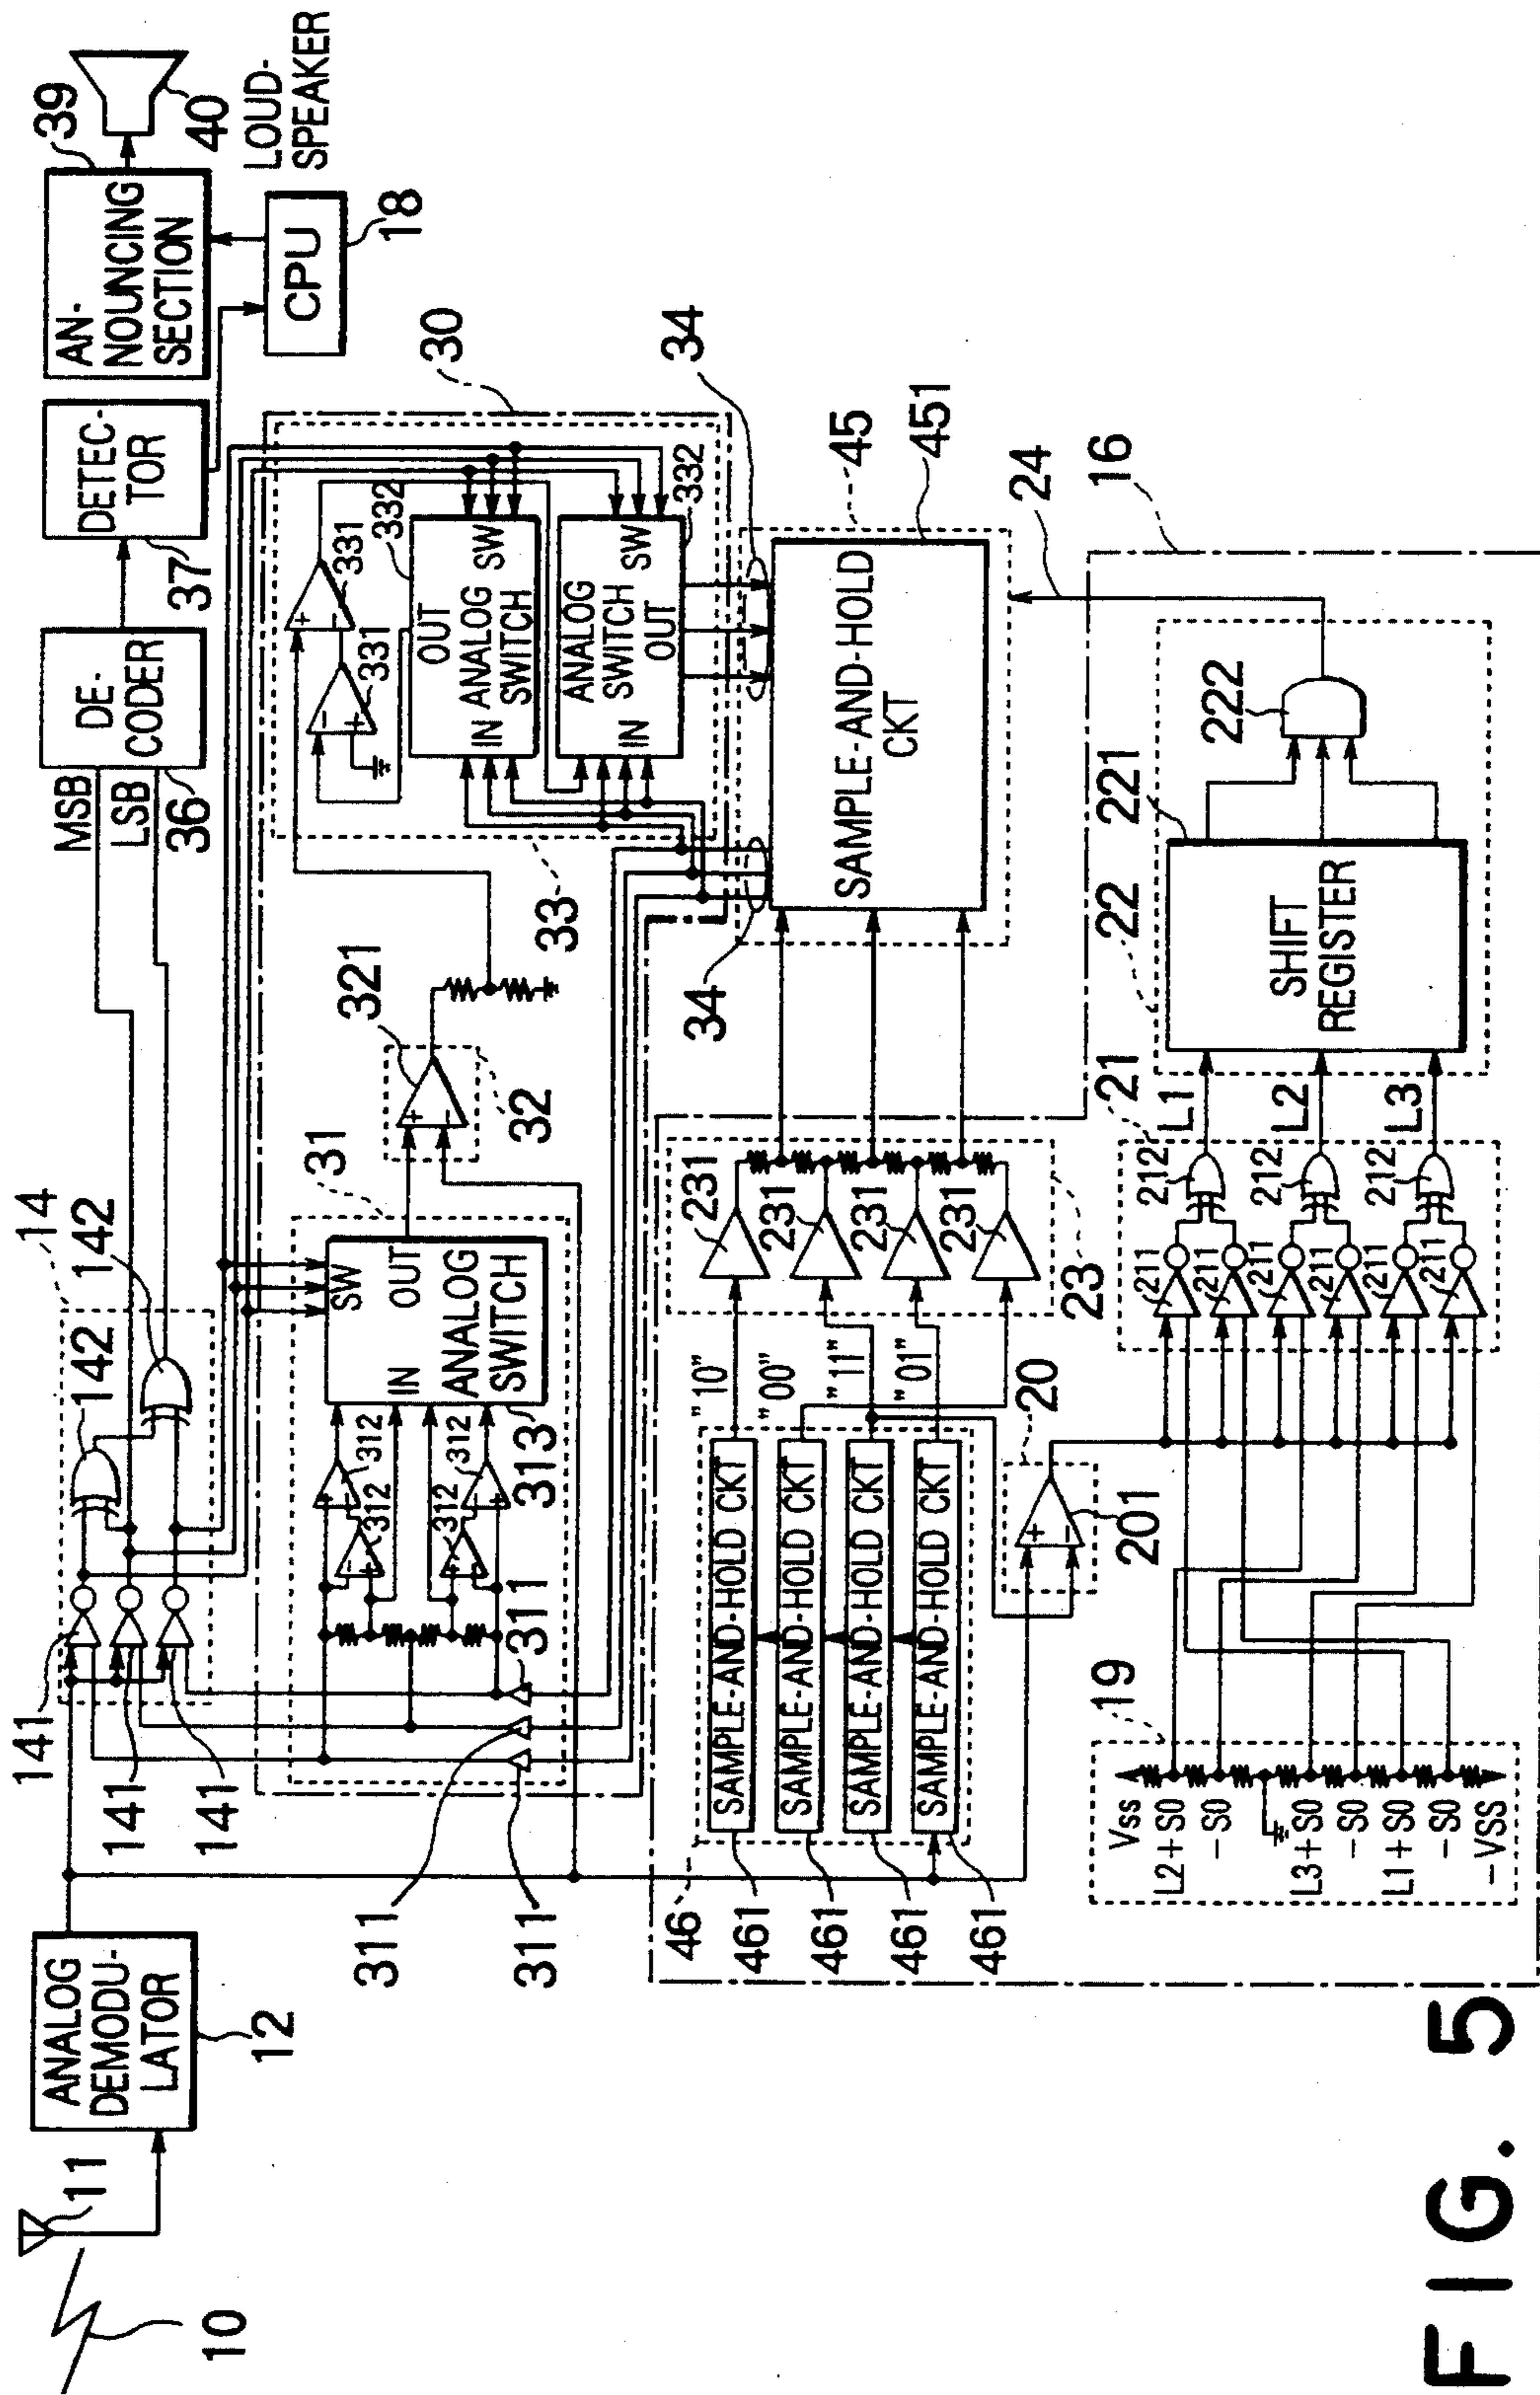 10
11
ANALOG
DEMODU-
LATOR
12
14
141
141
141
142
142
MSB
LSB
DE-
CODER
36
DETEC-
TOR
37
AN-
NOUNCING
SECTION
39
40
LOUD-
SPEAKER
CPU
18
30
31
311
311
311
312
312
312
312
SW
IN
OUT
ANALOG
SWITCH
313
32
321
+
-
33
331
331
+
-
-
+
332
OUT
IN
ANALOG
SWITCH
SW
ANALOG
SWITCH
IN
OUT
SW
332
34
34
SAMPLE-AND-HOLD
CKT
45
451
24
16
46
461
461
461
461
SAMPLE-AND-HOLD CKT
SAMPLE-AND-HOLD CKT
SAMPLE-AND-HOLD CKT
SAMPLE-AND-HOLD CKT
"10"
"00"
"11"
"01"
231
231
231
231
23
20
201
+
-
19
Vss
L2+S0
-S0
L3+S0
-S0
L1+S0
-S0
-VSS
21
211
211
211
211
211
211
212
212
212
L1
L2
L3
22
221
SHIFT
REGISTER
222
FIG. 5